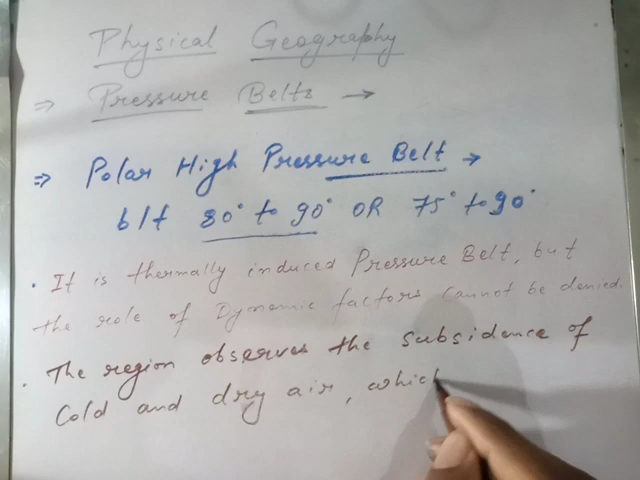 Physical Geography
⇒ Pressure Belts →
⇒ Polar High Pressure Belt →
b/t 80° to 90° OR 75° to 90°
• It is thermally induced Pressure Belt, but
the role of Dynamic factors Cannot be denied.
• The region observes the subsidence of
Cold and dry air, which